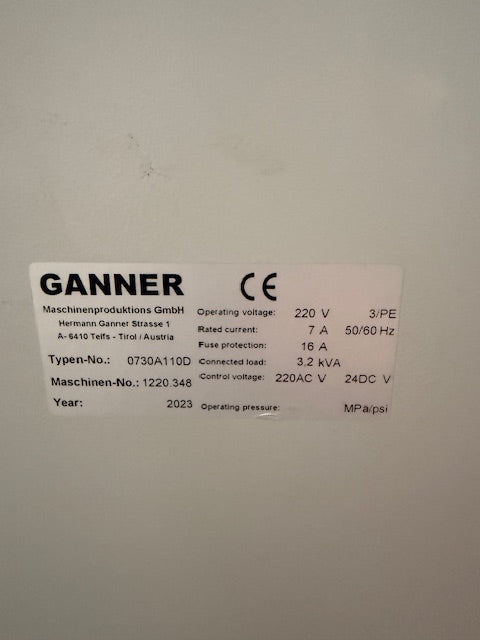 GANNER CE
Maschinenproduktions GmbH
Hermann Ganner Strasse 1
A- 6410 Telfs - Tirol / Austria
Typen-No.: 0730A110D
Maschinen-No.: 1220.348
Year: 2023
Operating voltage: 220 V 3/PE
Rated current: 7 A 50/60 Hz
Fuse protection: 16 A
Connected load: 3.2 kVA
Control voltage: 220AC V 24DC V
Operating pressure: MPa/psi